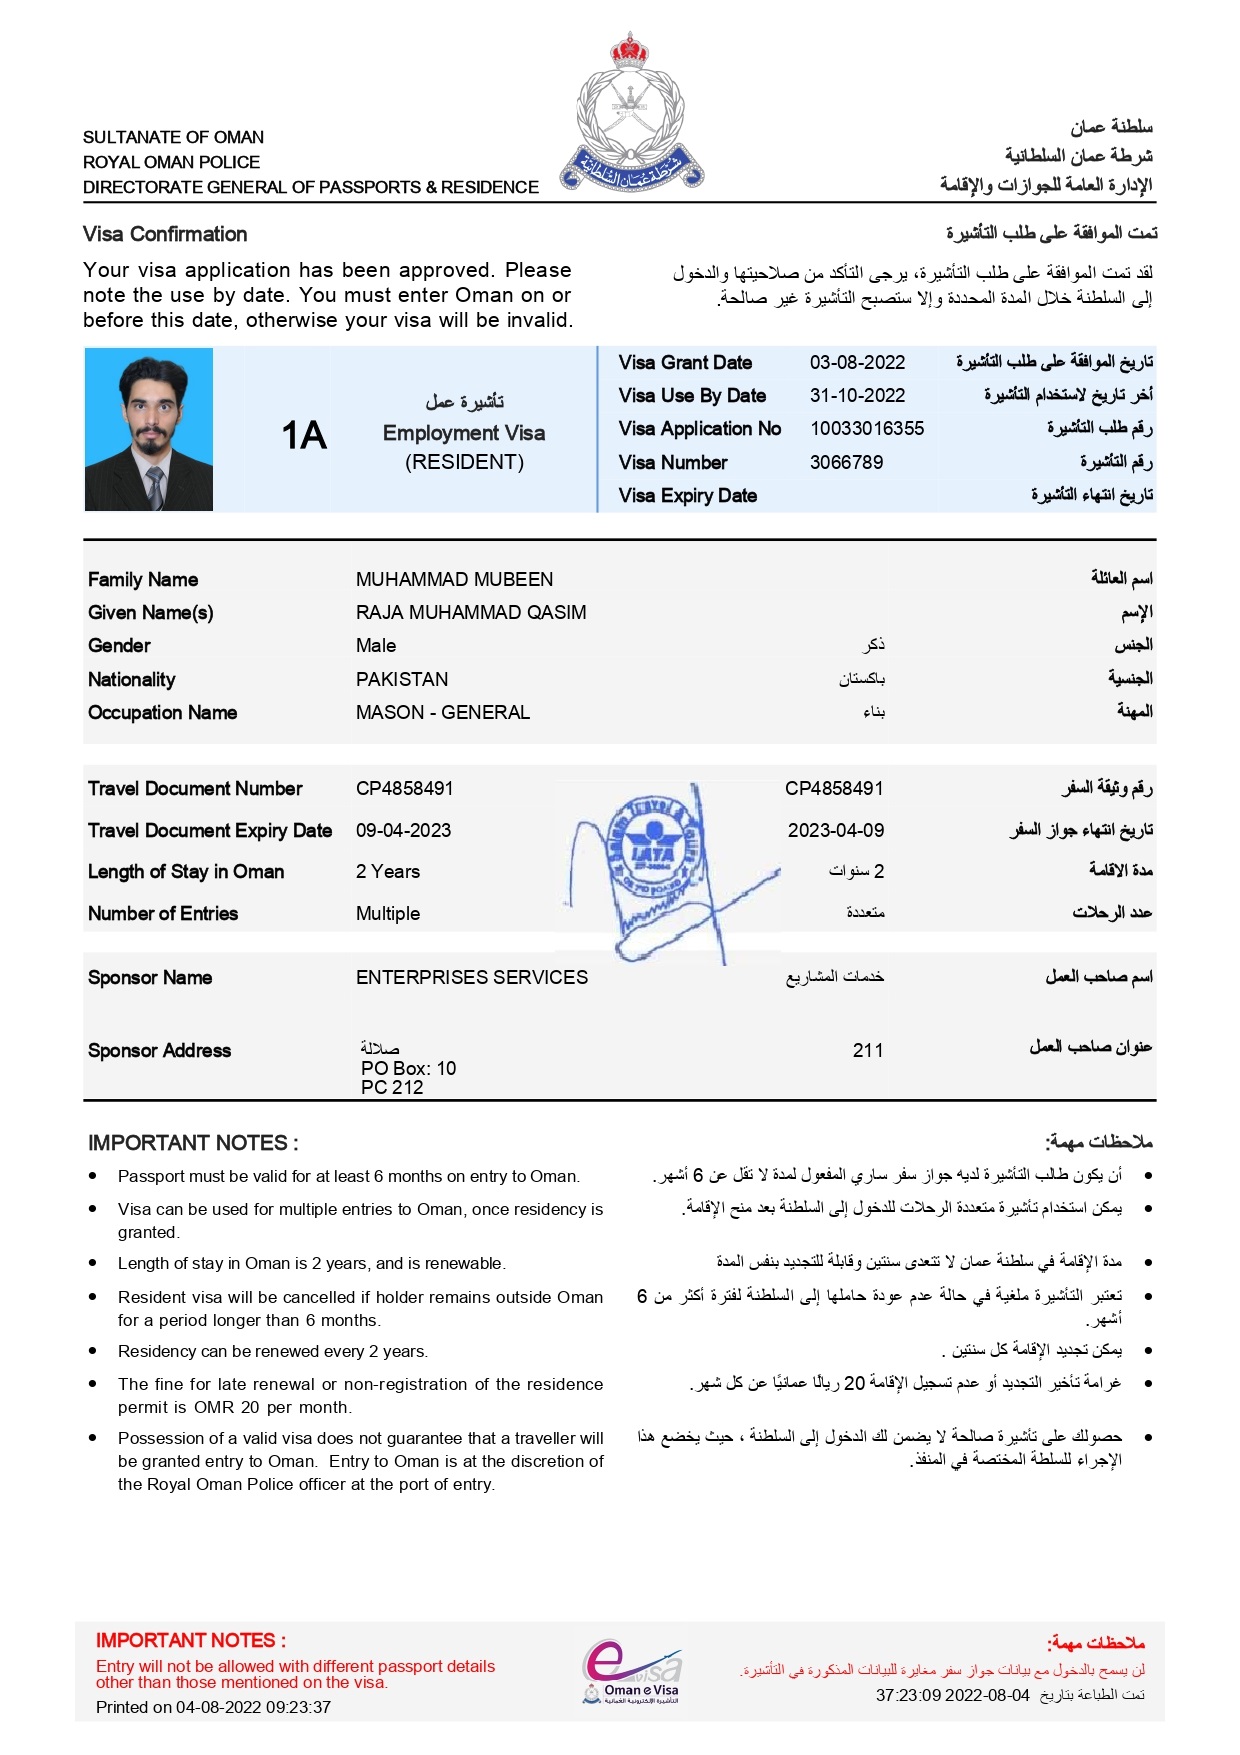 SULTANATE OF OMAN
ROYAL OMAN POLICE
DIRECTORATE GENERAL OF PASSPORTS & RESIDENCE
شرطة عمان السلطانية
سلطنة عمان
شرطة عمان السلطانية
الإدارة العامة للجوازات والإقامة
Visa Confirmation
تمت الموافقة على طلب التأشيرة
Your visa application has been approved. Please
note the use by date. You must enter Oman on or
before this date, otherwise your visa will be invalid.
لقد تمت الموافقة على طلب التأشيرة، يرجى التأكد من صلاحيتها والدخول
إلى السلطنة خلال المدة المحددة وإلا ستصبح التأشيرة غير صالحة.
1A
تأشيرة عمل
Employment Visa
(RESIDENT)
Visa Grant Date 03-08-2022 تاريخ الموافقة على طلب التأشيرة
Visa Use By Date 31-10-2022 أخر تاريخ لاستخدام التأشيرة
Visa Application No 10033016355 رقم طلب التأشيرة
Visa Number 3066789 رقم التأشيرة
Visa Expiry Date تاريخ انتهاء التأشيرة
Family Name MUHAMMAD MUBEEN اسم العائلة
Given Name(s) RAJA MUHAMMAD QASIM الإسم
Gender Male ذكر الجنس
Nationality PAKISTAN باكستان الجنسية
Occupation Name MASON - GENERAL بناء المهنة
Travel Document Number CP4858491 CP4858491 رقم وثيقة السفر
Travel Document Expiry Date 09-04-2023 2023-04-09 تاريخ انتهاء جواز السفر
Length of Stay in Oman 2 Years 2 سنوات مدة الاقامة
Number of Entries Multiple متعددة عدد الرحلات
IATA
Sponsor Name ENTERPRISES SERVICES خدمات المشاريع اسم صاحب العمل
Sponsor Address صلالة 211 عنوان صاحب العمل
PO Box: 10
PC 212
IMPORTANT NOTES :
• Passport must be valid for at least 6 months on entry to Oman.
• Visa can be used for multiple entries to Oman, once residency is
granted.
• Length of stay in Oman is 2 years, and is renewable.
• Resident visa will be cancelled if holder remains outside Oman
for a period longer than 6 months.
• Residency can be renewed every 2 years.
• The fine for late renewal or non-registration of the residence
permit is OMR 20 per month.
• Possession of a valid visa does not guarantee that a traveller will
be granted entry to Oman. Entry to Oman is at the discretion of
the Royal Oman Police officer at the port of entry.
ملاحظات مهمة:
• أن يكون طالب التأشيرة لديه جواز سفر ساري المفعول لمدة لا تقل عن 6 أشهر.
• يمكن استخدام تأشيرة متعددة الرحلات للدخول إلى السلطنة بعد منح الإقامة.
• مدة الإقامة في سلطنة عمان لا تتعدى سنتين وقابلة للتجديد بنفس المدة
• تعتبر التأشيرة ملغية في حالة عدم عودة حاملها إلى السلطنة لفترة أكثر من 6
أشهر.
• يمكن تجديد الإقامة كل سنتين .
• غرامة تأخير التجديد أو عدم تسجيل الإقامة 20 ريالًا عمانيًا عن كل شهر.
• حصولك على تأشيرة صالحة لا يضمن لك الدخول إلى السلطنة ، حيث يخضع هذا
الإجراء للسلطة المختصة في المنفذ.
IMPORTANT NOTES :
Entry will not be allowed with different passport details
other than those mentioned on the visa.
Printed on 04-08-2022 09:23:37
e visa
Oman e Visa
التأشيرة الإلكترونية العمانية
ملاحظات مهمة:
لن يسمح بالدخول مع بيانات جواز سفر مغايرة للبيانات المذكورة في التأشيرة.
تمت الطباعة بتاريخ 04-08-2022 37:23:09